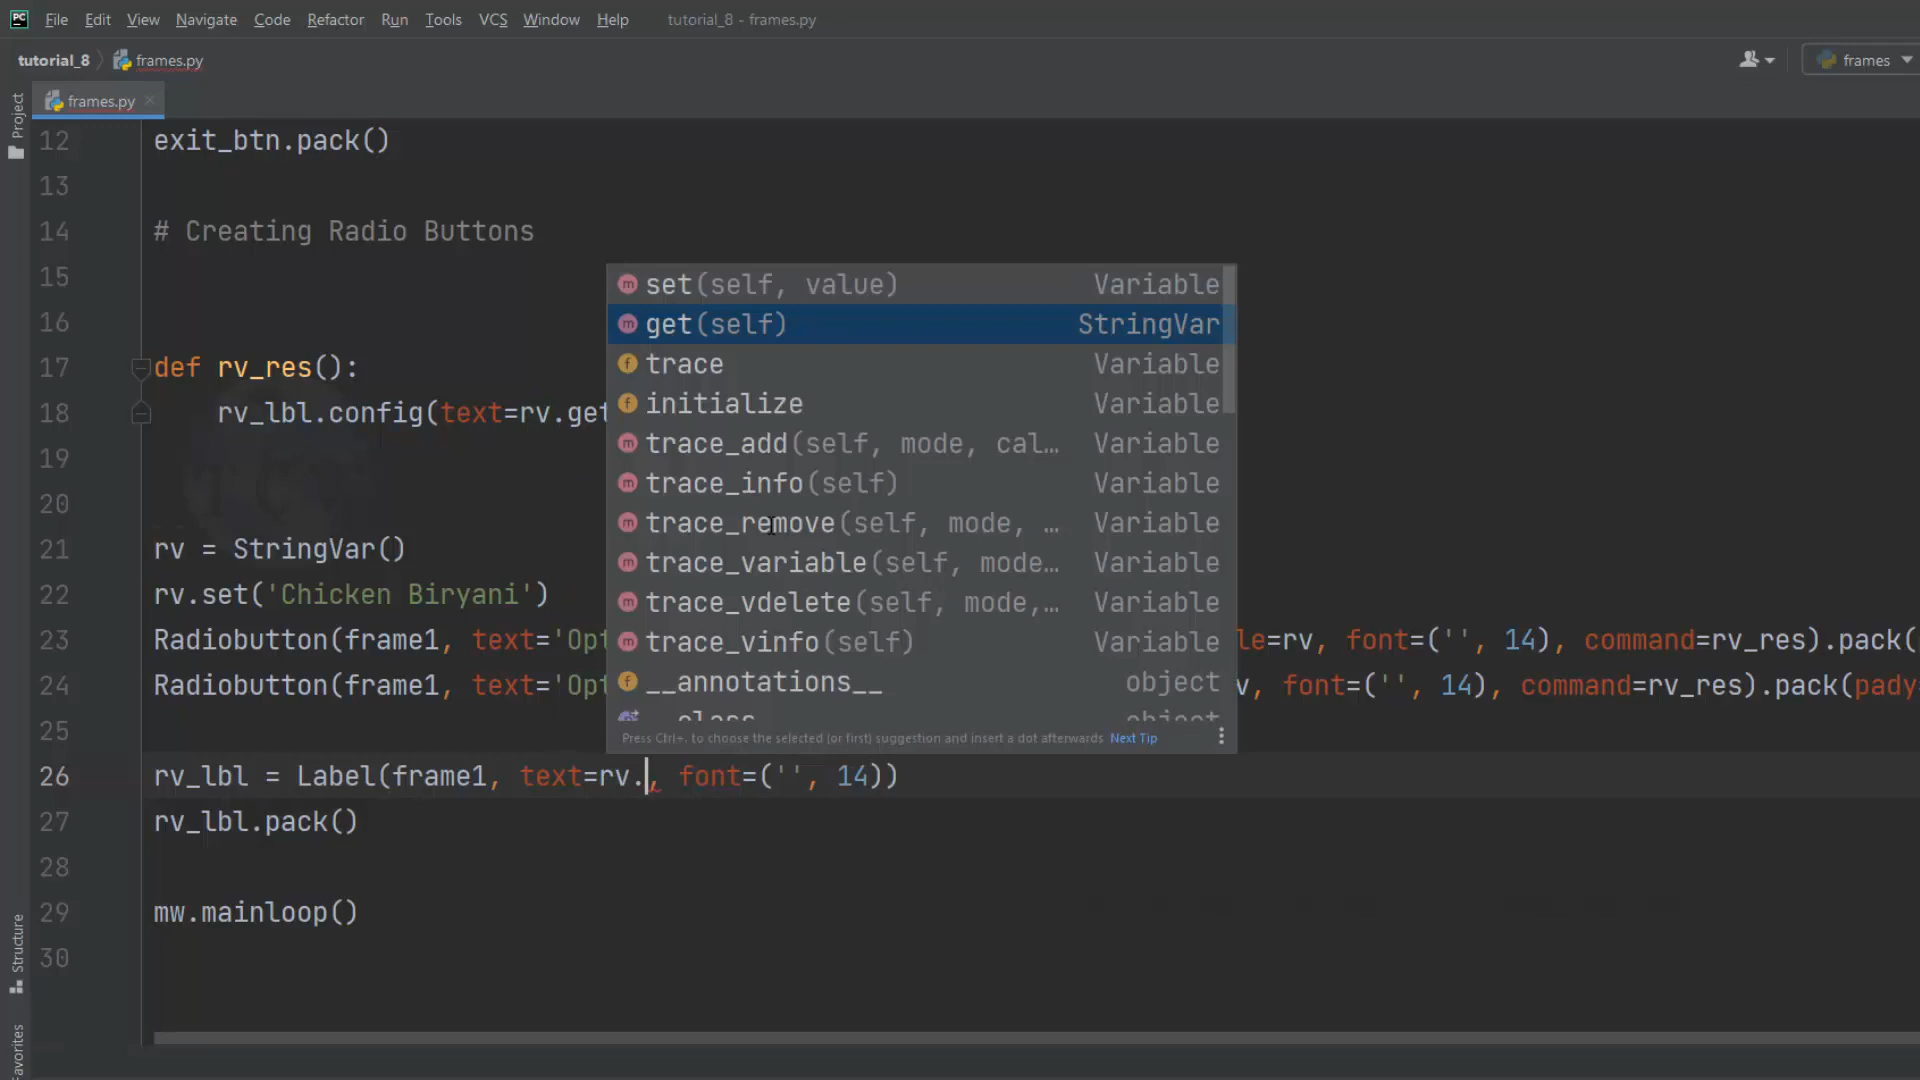 File Edit View Navigate Code Refactor Run Tools VCS Window Help tutorial_8 - frames.py
tutorial_8 frames.py frames
frames.py
Project
12 exit_btn.pack()
13
14 # Creating Radio Buttons
15
16
17 def rv_res():
18 rv_lbl.config(text=rv.get
19
20
21 rv = StringVar()
22 rv.set('Chicken Biryani')
23 Radiobutton(frame1, text='Opt le=rv, font=('', 14), command=rv_res).pack(
24 Radiobutton(frame1, text='Opt v, font=('', 14), command=rv_res).pack(pady
25
26 rv_lbl = Label(frame1, text=rv., font=('', 14))
27 rv_lbl.pack()
28
29 mw.mainloop()
30
set(self, value) Variable
get(self) StringVar
trace Variable
initialize Variable
trace_add(self, mode, cal… Variable
trace_info(self) Variable
trace_remove(self, mode, … Variable
trace_variable(self, mode… Variable
trace_vdelete(self, mode,… Variable
trace_vinfo(self) Variable
__annotations__ object
__class__ object
Press Ctrl+. to choose the selected (or first) suggestion and insert a dot afterwards Next Tip
Structure
Favorites